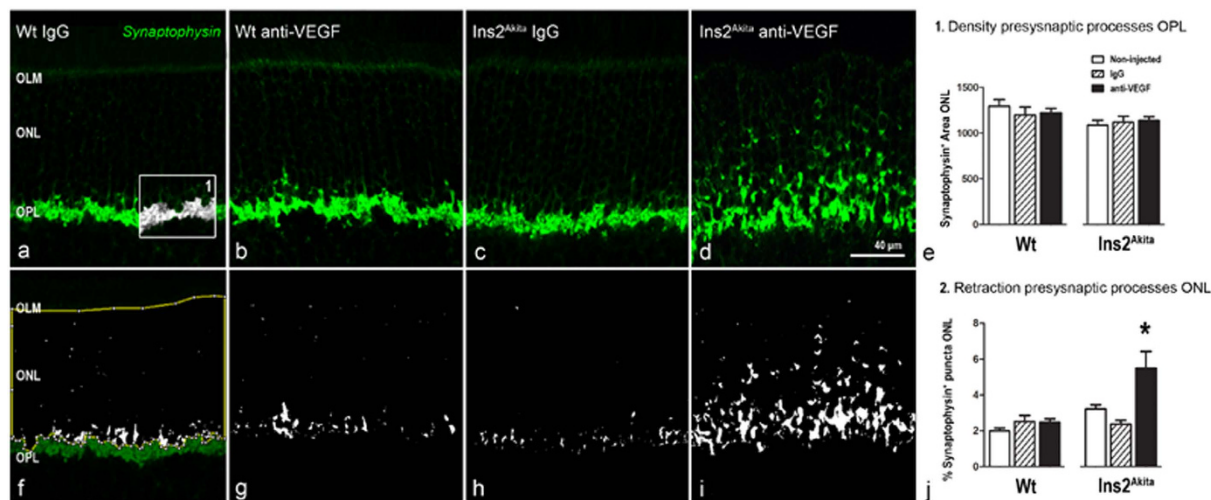 Wt IgG
Synaptophysin
Wt anti-VEGF
Ins2Akita IgG
Ins2Akita anti-VEGF
OLM
ONL
1
OPL
a
b
c
d
40 µm
1. Density presysnaptic processes OPL
Non-injected
IgG
anti-VEGF
Synaptophysin+ Area ONL
1500
1000
500
0
Wt
Ins2Akita
e
OLM
ONL
OPL
f
g
h
i
2. Retraction presysnaptic processes ONL
% Synaptophysin+ puncta ONL
8
6
4
2
0
*
Wt
Ins2Akita
j